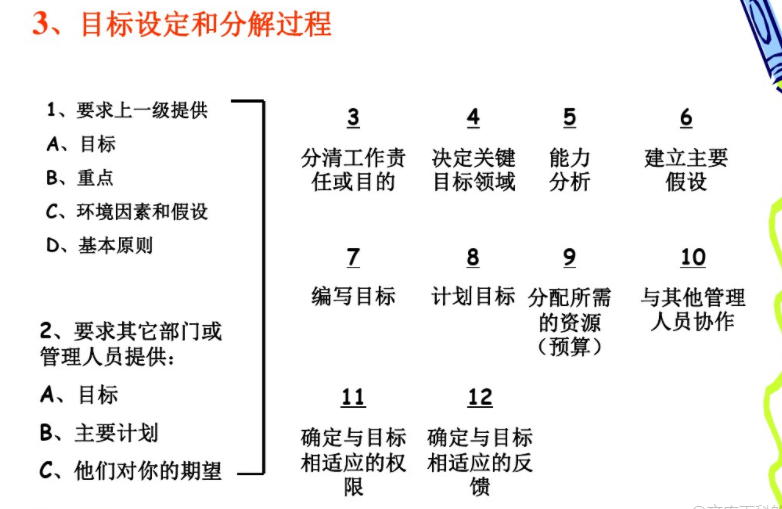 3、目标设定和分解过程
1、要求上一级提供
A、目标
B、重点
C、环境因素和假设
D、基本原则
2、要求其它部门或
管理人员提供:
A、目标
B、主要计划
C、他们对你的期望
3
分清工作责
任或目的
4
决定关键
目标领域
5
能力
分析
6
建立主要
假设
7
编写目标
8
计划目标
9
分配所需
的资源
（预算）
10
与其他管理
人员协作
11
确定与目标
相适应的权
限
12
确定与目标
相适应的反
馈